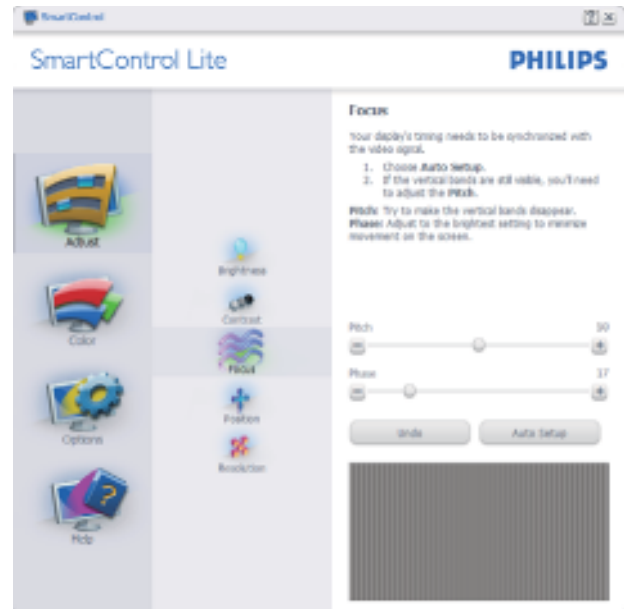 SmartControl
SmartControl Lite
PHILIPS
Adjust
Color
Options
Help
Brightness
Contrast
Focus
Position
Resolution
Focus
Your display's timing needs to be synchronized with
the video signal.
1. Choose Auto Setup.
2. If the vertical bands are still visible, you'll need
to adjust the Pitch.
Pitch: Try to make the vertical bands disappear.
Phase: Adjust to the brightest setting to minimize
movement on the screen.
Pitch 50
Phase 17
Undo Auto Setup